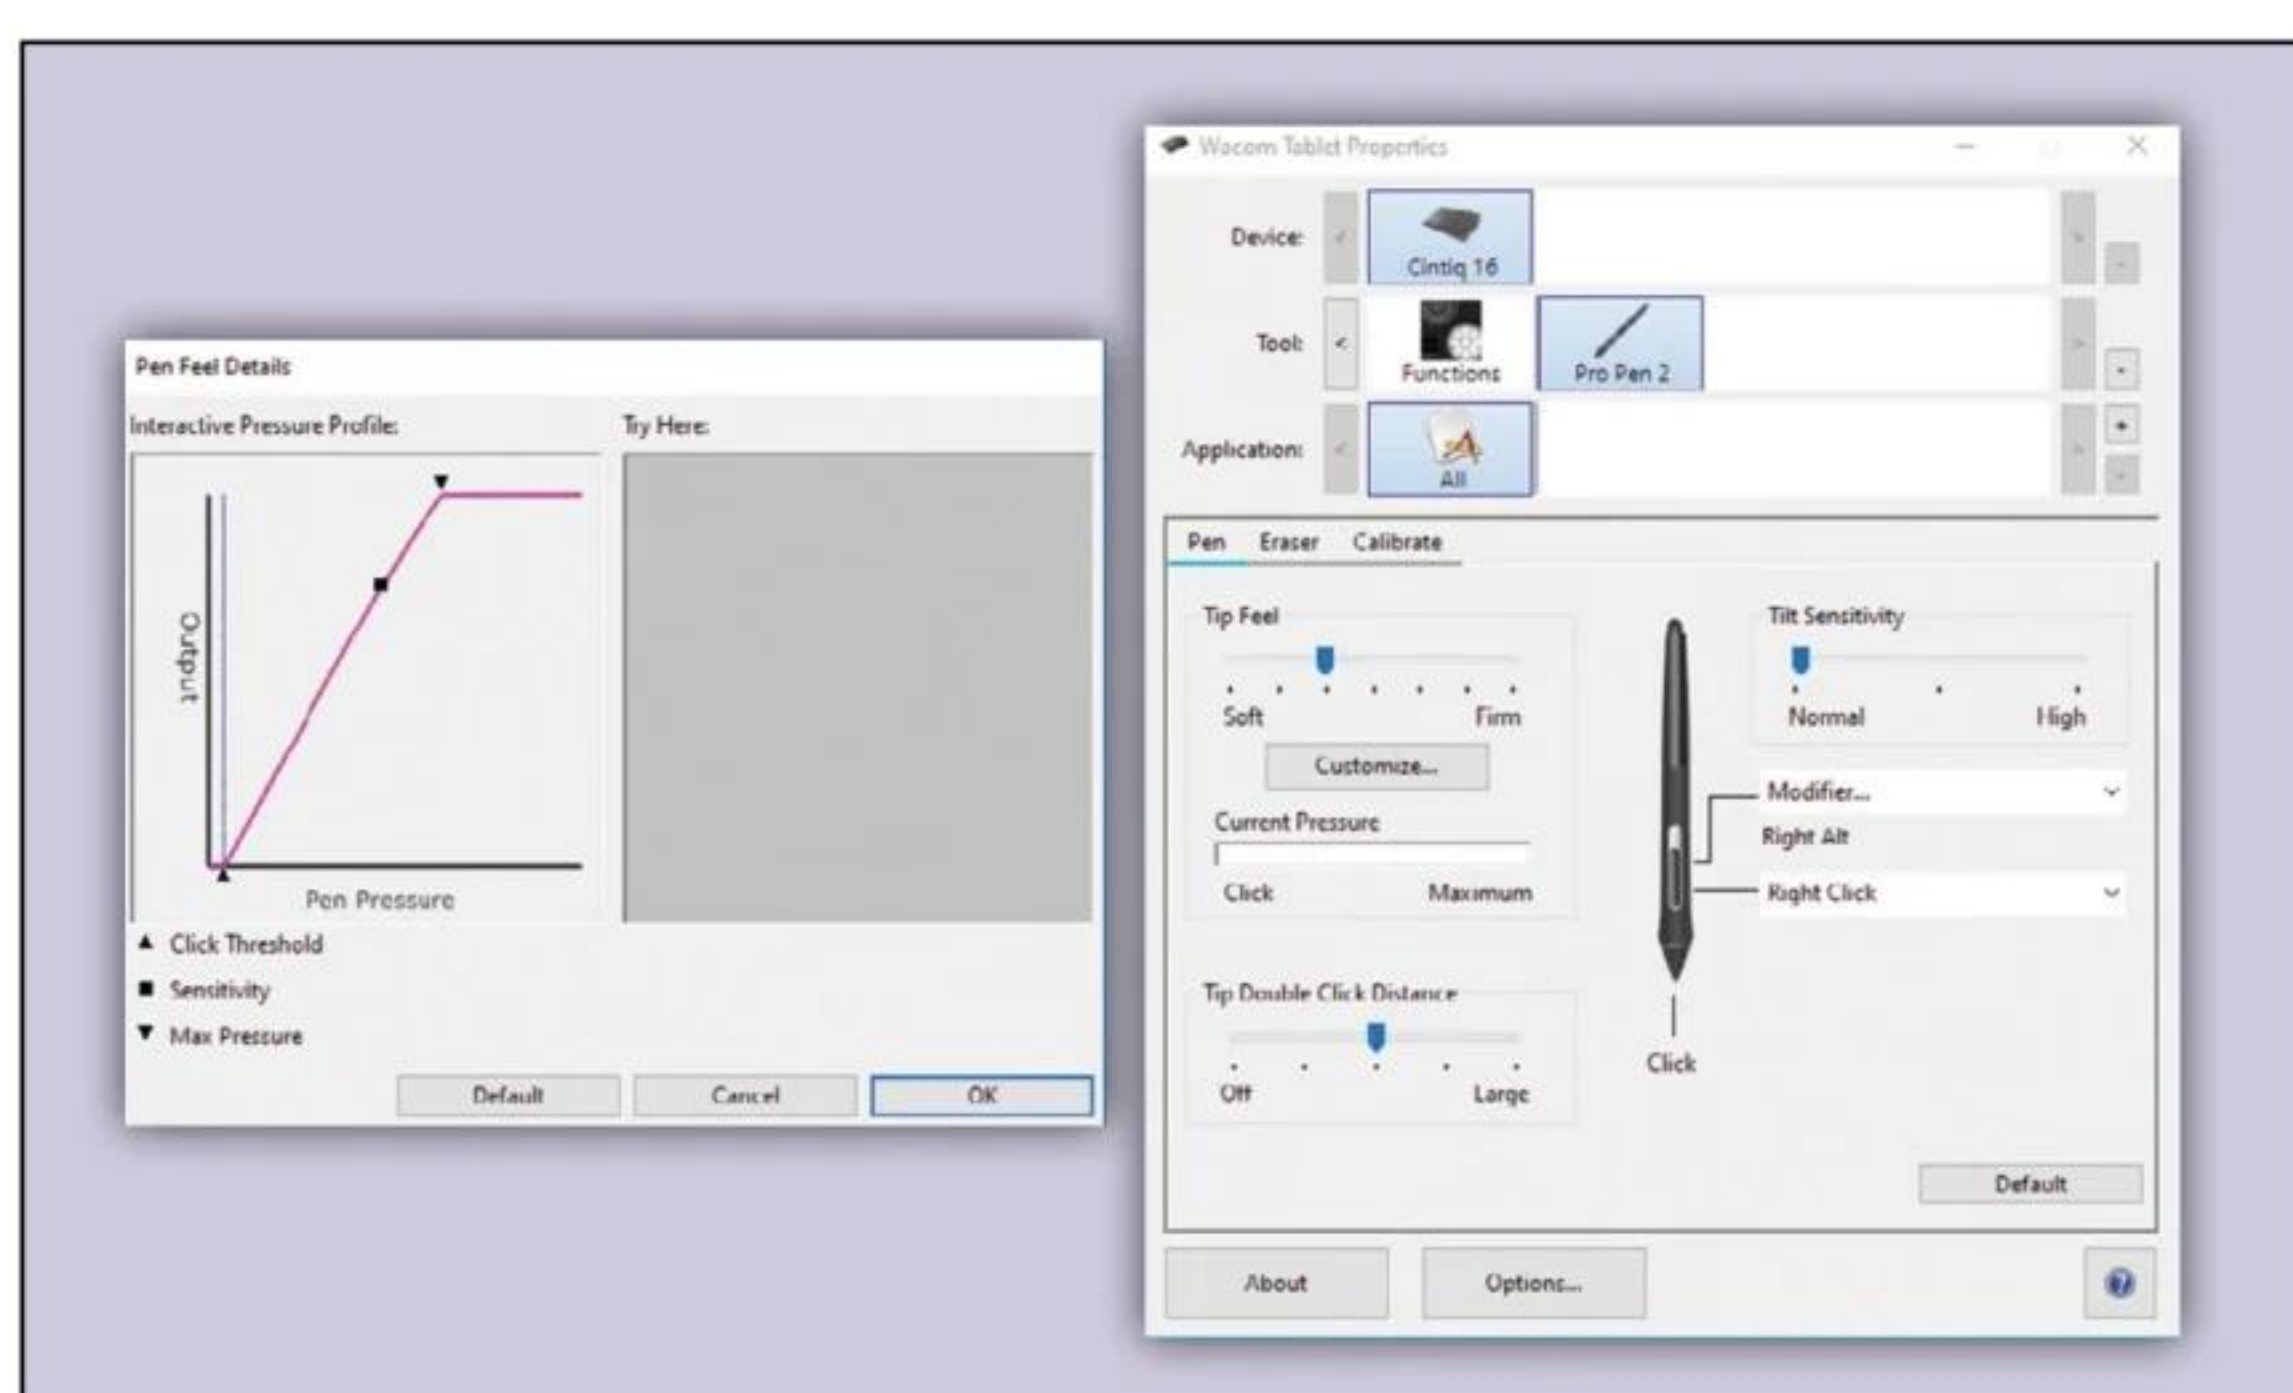 Pen Feel Details
Interactive Pressure Profile:
Try Here:
Output
Pen Pressure
Click Threshold
Sensitivity
Max Pressure
Default
Cancel
OK
Wacom Tablet Properties
Device:
Cintiq 16
Tool:
Functions
Pro Pen 2
Application:
All
Pen Eraser Calibrate
Tip Feel
Soft Firm
Customize...
Current Pressure
Click Maximum
Tip Double Click Distance
Off Large
Click
Tilt Sensitivity
Normal High
Modifier...
Right Alt
Right Click
Default
About
Options...